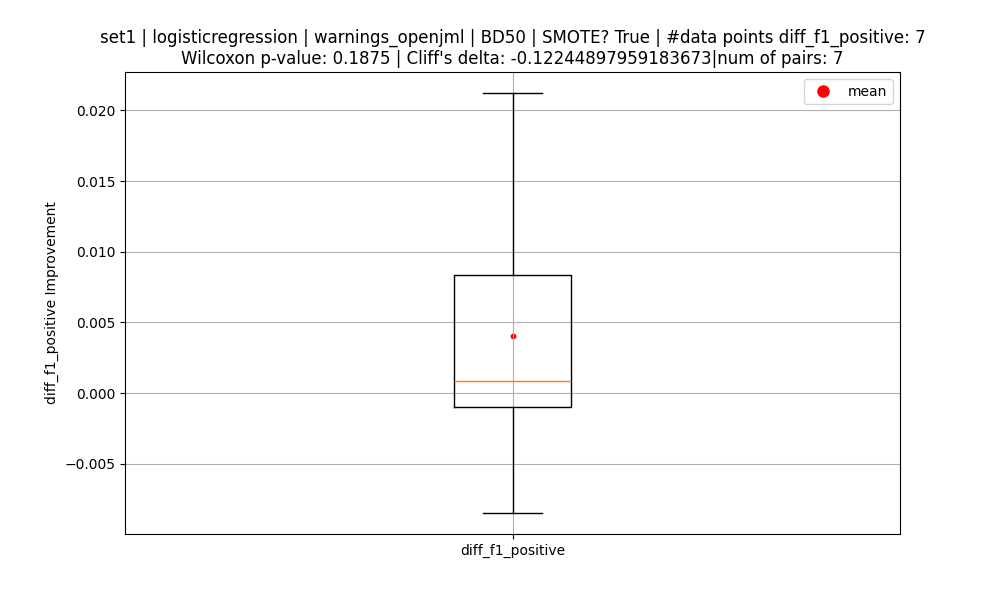 set1 | logisticregression | warnings_openjml | BD50 | SMOTE? True | #data points diff_f1_positive: 7
Wilcoxon p-value: 0.1875 | Cliff's delta: -0.12244897959183673|num of pairs: 7
mean
0.020
0.015
0.010
0.005
0.000
−0.005
diff_f1_positive Improvement
diff_f1_positive